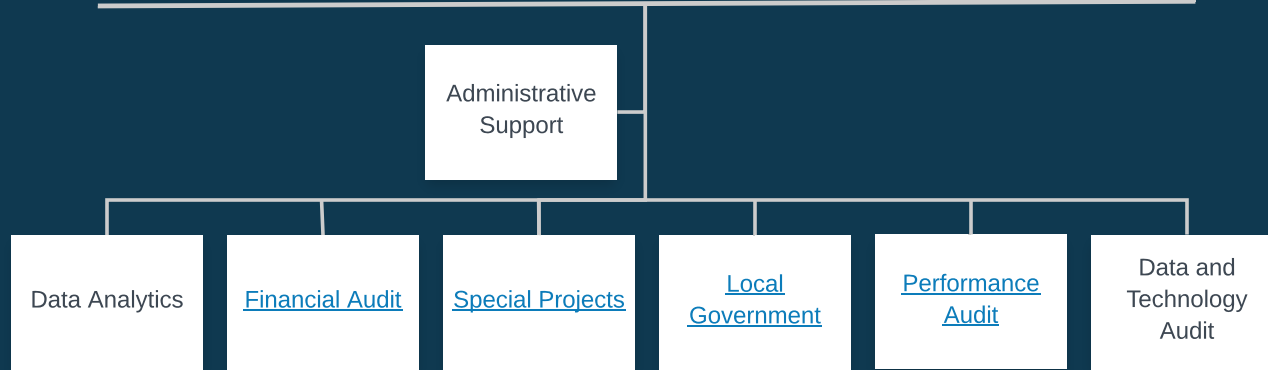 Administrative
Support
Data Analytics
Financial Audit
Special Projects
Local
Government
Performance
Audit
Data and
Technology
Audit